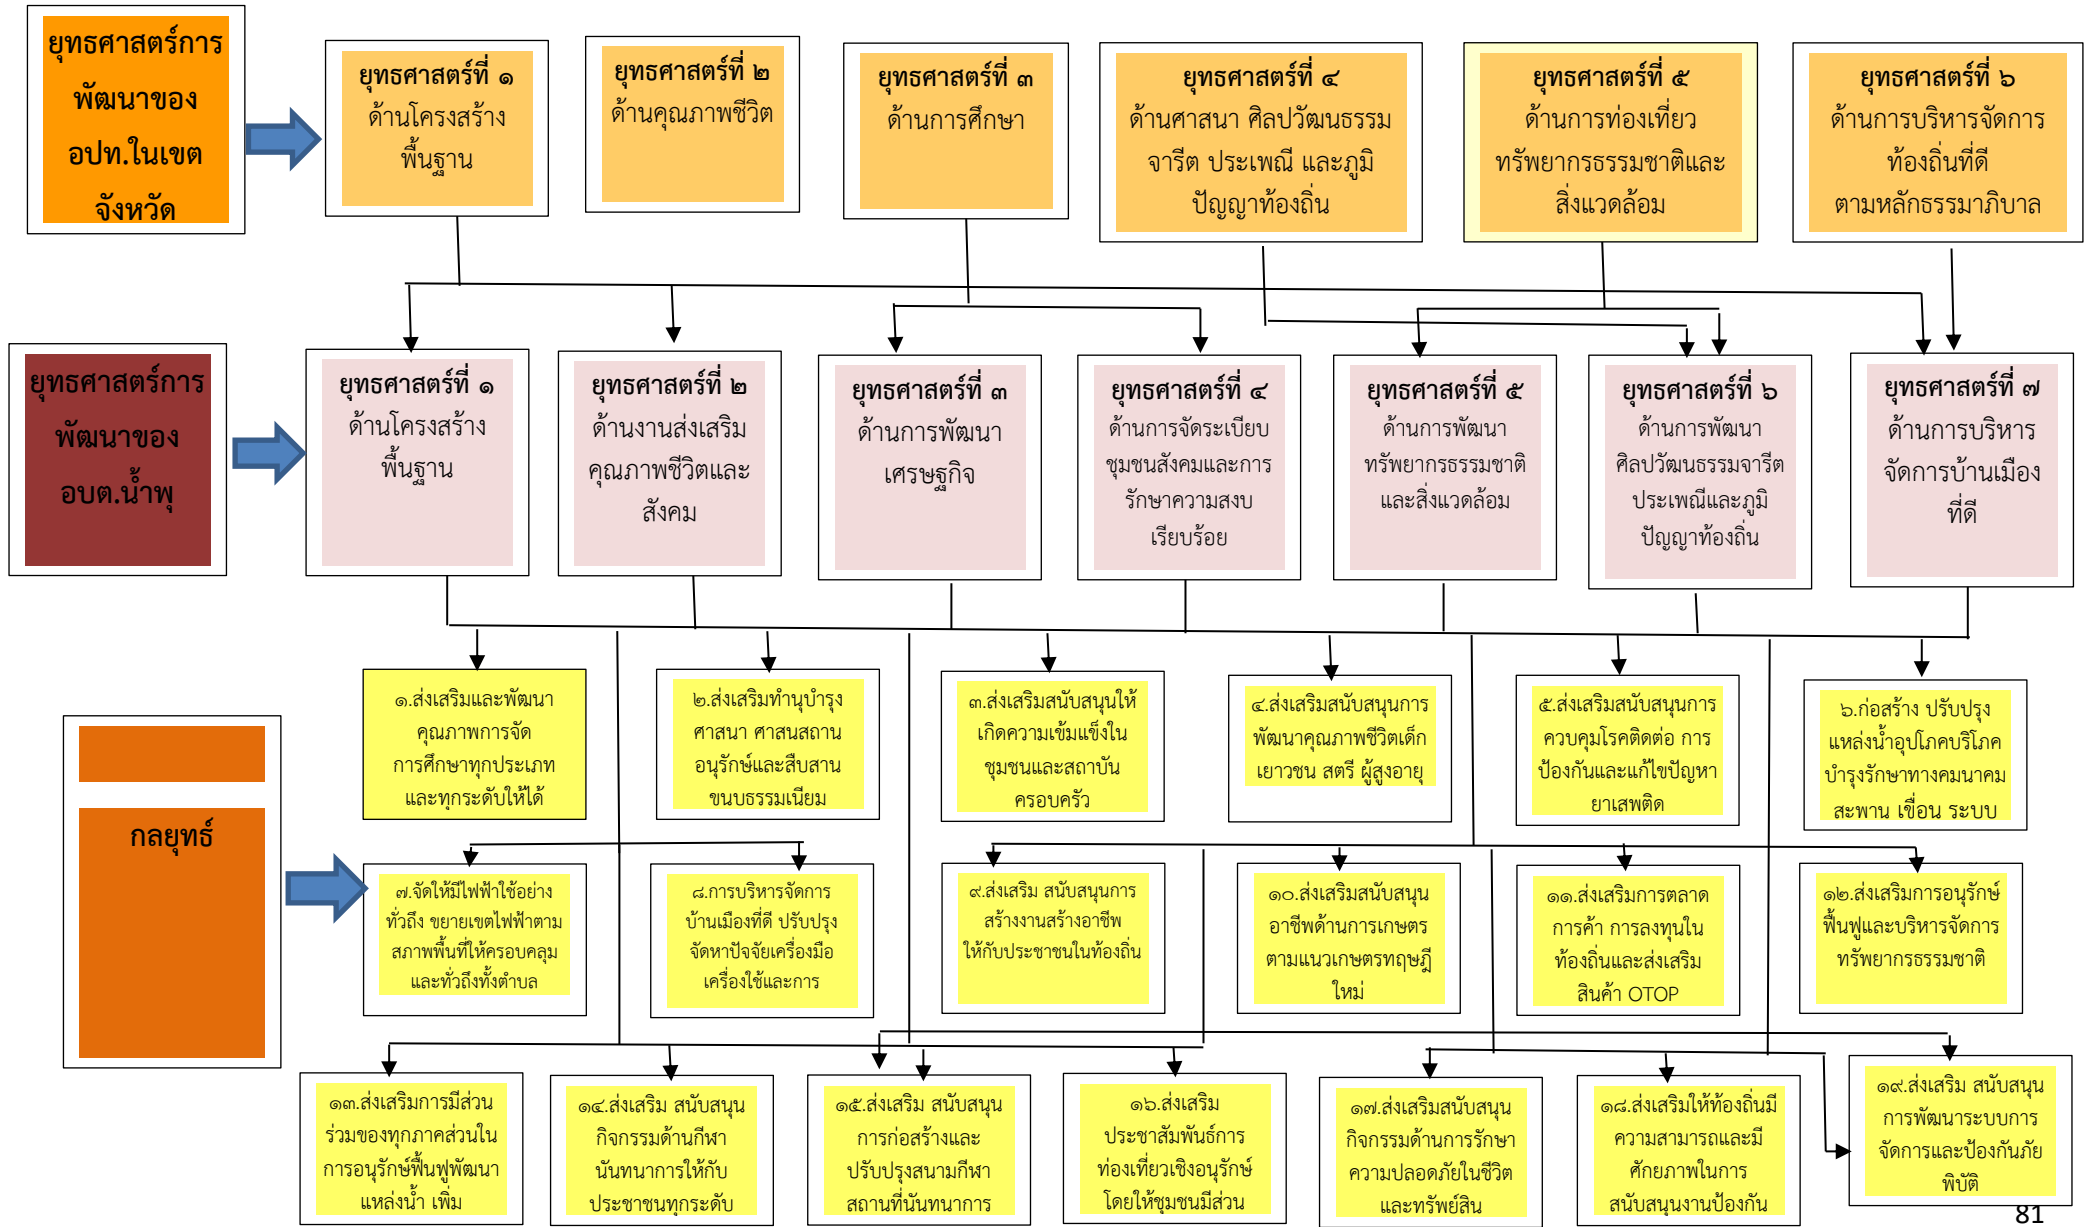 ยุทธศาสตร์การ
พัฒนาของ
อปท.ในเขต
จังหวัด
ยุทธศาสตร์ที่ ๑
ด้านโครงสร้าง
พื้นฐาน
ยุทธศาสตร์ที่ ๒
ด้านคุณภาพชีวิต
ยุทธศาสตร์ที่ ๓
ด้านการศึกษา
ยุทธศาสตร์ที่ ๔
ด้านศาสนา ศิลปวัฒนธรรม
จารีต ประเพณี และภูมิ
ปัญญาท้องถิ่น
ยุทธศาสตร์ที่ ๕
ด้านการท่องเที่ยว
ทรัพยากรธรรมชาติและ
สิ่งแวดล้อม
ยุทธศาสตร์ที่ ๖
ด้านการบริหารจัดการ
ท้องถิ่นที่ดี
ตามหลักธรรมาภิบาล
ยุทธศาสตร์การ
พัฒนาของ
อบต.น้ำพุ
ยุทธศาสตร์ที่ ๑
ด้านโครงสร้าง
พื้นฐาน
ยุทธศาสตร์ที่ ๒
ด้านงานส่งเสริม
คุณภาพชีวิตและ
สังคม
ยุทธศาสตร์ที่ ๓
ด้านการพัฒนา
เศรษฐกิจ
ยุทธศาสตร์ที่ ๔
ด้านการจัดระเบียบ
ชุมชนสังคมและการ
รักษาความสงบ
เรียบร้อย
ยุทธศาสตร์ที่ ๕
ด้านการพัฒนา
ทรัพยากรธรรมชาติ
และสิ่งแวดล้อม
ยุทธศาสตร์ที่ ๖
ด้านการพัฒนา
ศิลปวัฒนธรรมจารีต
ประเพณีและภูมิ
ปัญญาท้องถิ่น
ยุทธศาสตร์ที่ ๗
ด้านการบริหาร
จัดการบ้านเมือง
ที่ดี
กลยุทธ์
๑.ส่งเสริมและพัฒนา
คุณภาพการจัด
การศึกษาทุกประเภท
และทุกระดับให้ได้
๒.ส่งเสริมทำนุบำรุง
ศาสนา ศาสนสถาน
อนุรักษ์และสืบสาน
ขนบธรรมเนียม
๓.ส่งเสริมสนับสนุนให้
เกิดความเข้มแข็งใน
ชุมชนและสถาบัน
ครอบครัว
๔.ส่งเสริมสนับสนุนการ
พัฒนาคุณภาพชีวิตเด็ก
เยาวชน สตรี ผู้สูงอายุ
๕.ส่งเสริมสนับสนุนการ
ควบคุมโรคติดต่อ การ
ป้องกันและแก้ไขปัญหา
ยาเสพติด
๖.ก่อสร้าง ปรับปรุง
แหล่งน้ำอุปโภคบริโภค
บำรุงรักษาทางคมนาคม
สะพาน เขื่อน ระบบ
๗.จัดให้มีไฟฟ้าใช้อย่าง
ทั่วถึง ขยายเขตไฟฟ้าตาม
สภาพพื้นที่ให้ครอบคลุม
และทั่วถึงทั้งตำบล
๘.การบริหารจัดการ
บ้านเมืองที่ดี ปรับปรุง
จัดหาปัจจัยเครื่องมือ
เครื่องใช้และการ
๙.ส่งเสริม สนับสนุนการ
สร้างงานสร้างอาชีพ
ให้กับประชาชนในท้องถิ่น
๑๐.ส่งเสริมสนับสนุน
อาชีพด้านการเกษตร
ตามแนวเกษตรทฤษฎี
ใหม่
๑๑.ส่งเสริมการตลาด
การค้า การลงทุนใน
ท้องถิ่นและส่งเสริม
สินค้า OTOP
๑๒.ส่งเสริมการอนุรักษ์
ฟื้นฟูและบริหารจัดการ
ทรัพยากรธรรมชาติ
๑๓.ส่งเสริมการมีส่วน
ร่วมของทุกภาคส่วนใน
การอนุรักษ์ฟื้นฟูพัฒนา
แหล่งน้ำ เพิ่ม
๑๔.ส่งเสริม สนับสนุน
กิจกรรมด้านกีฬา
นันทนาการให้กับ
ประชาชนทุกระดับ
๑๕.ส่งเสริม สนับสนุน
การก่อสร้างและ
ปรับปรุงสนามกีฬา
สถานที่นันทนาการ
๑๖.ส่งเสริม
ประชาสัมพันธ์การ
ท่องเที่ยวเชิงอนุรักษ์
โดยให้ชุมชนมีส่วน
๑๗.ส่งเสริมสนับสนุน
กิจกรรมด้านการรักษา
ความปลอดภัยในชีวิต
และทรัพย์สิน
๑๘.ส่งเสริมให้ท้องถิ่นมี
ความสามารถและมี
ศักยภาพในการ
สนับสนุนงานป้องกัน
๑๙.ส่งเสริม สนับสนุน
การพัฒนาระบบการ
จัดการและป้องกันภัย
พิบัติ
81